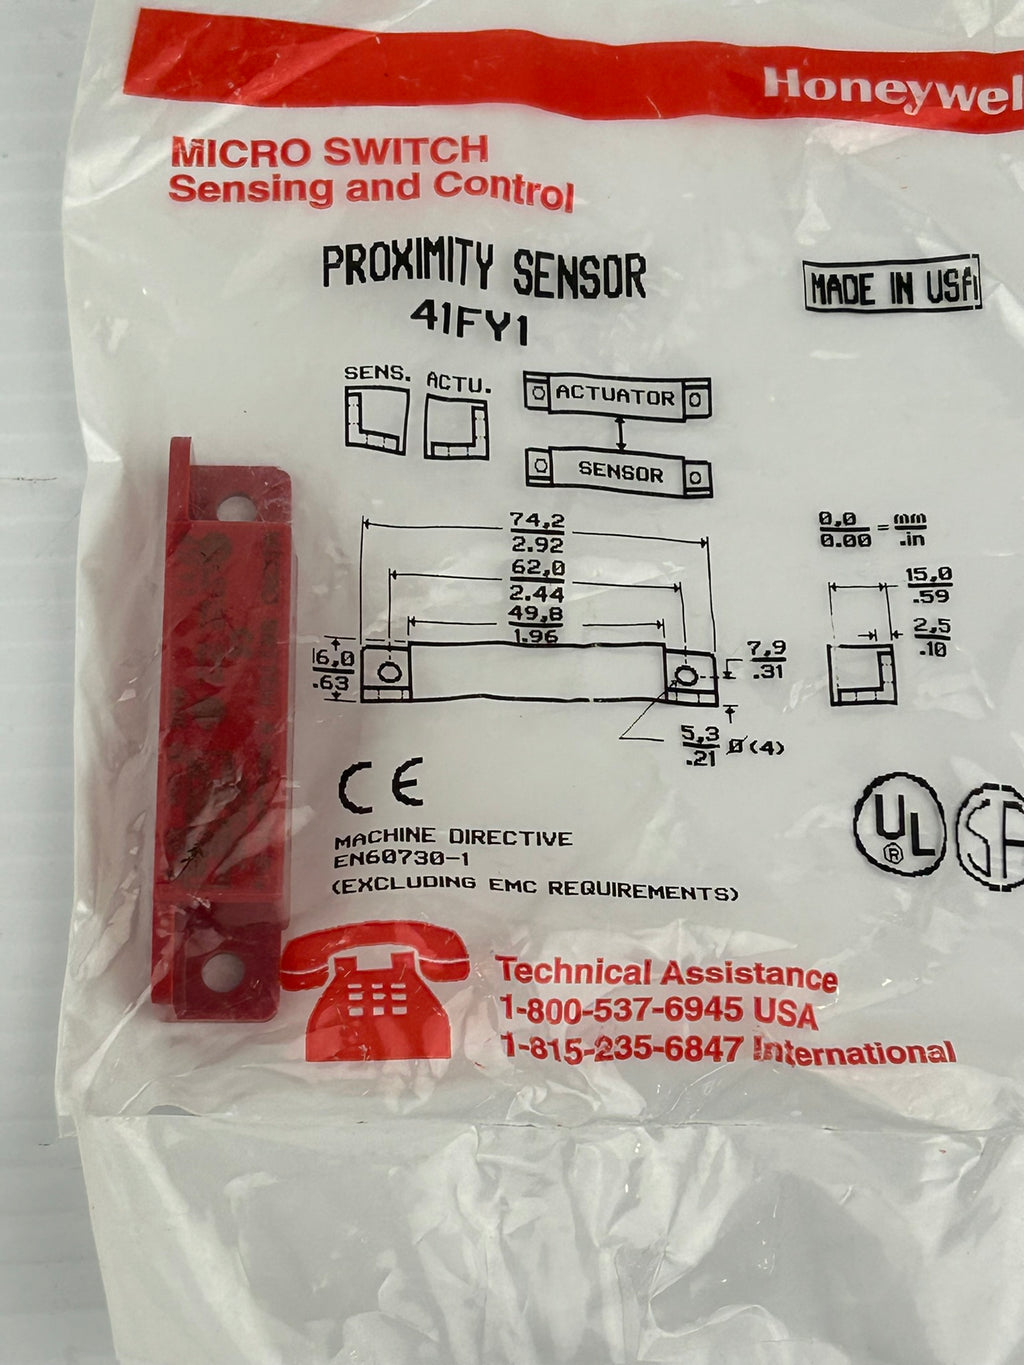 Honeywel
MICRO SWITCH
Sensing and Control
PROXIMITY SENSOR
41FY1
MADE IN USA
SENS. ACTU.
ACTUATOR
SENSOR
74,2
2.92
62,0
2.44
49,8
1.96
0,0 = mm
0.00 .in
15,0
.59
2,5
.10
16,0
.63
7,9
.31
5,3 Ø (4)
.21
CE
MACHINE DIRECTIVE
EN60730-1
(EXCLUDING EMC REQUIREMENTS)
UL
®
Technical Assistance
1-800-537-6945 USA
1-815-235-6847 International